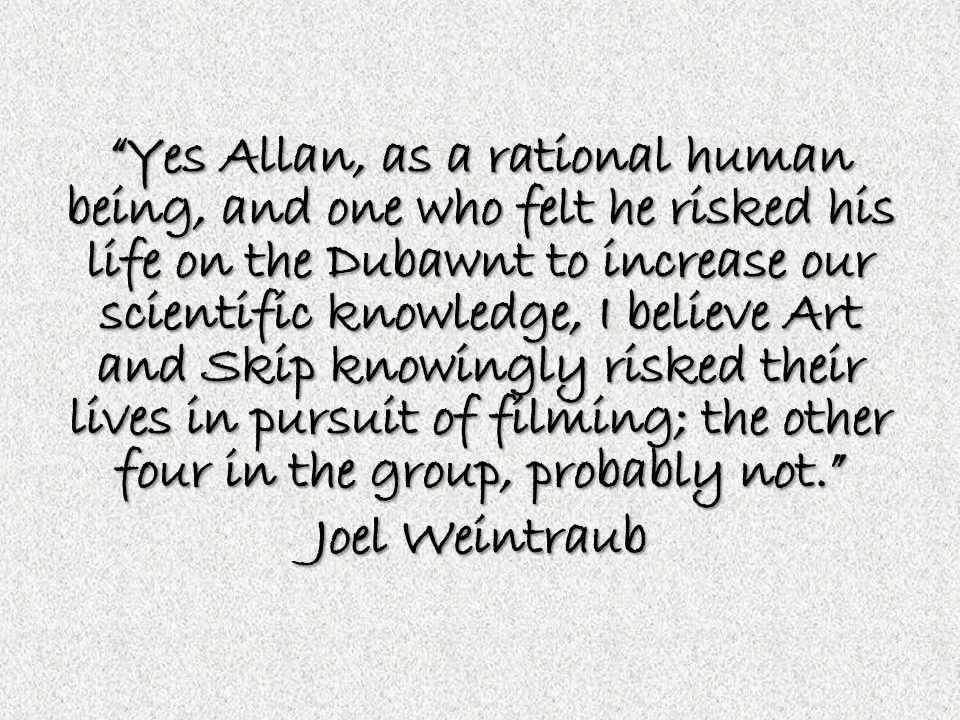 “Yes Allan, as a rational human
being, and one who felt he risked his
life on the Dubawnt to increase our
scientific knowledge, I believe Art
and Skip knowingly risked their
lives in pursuit of filming; the other
four in the group, probably not.”
Joel Weintraub